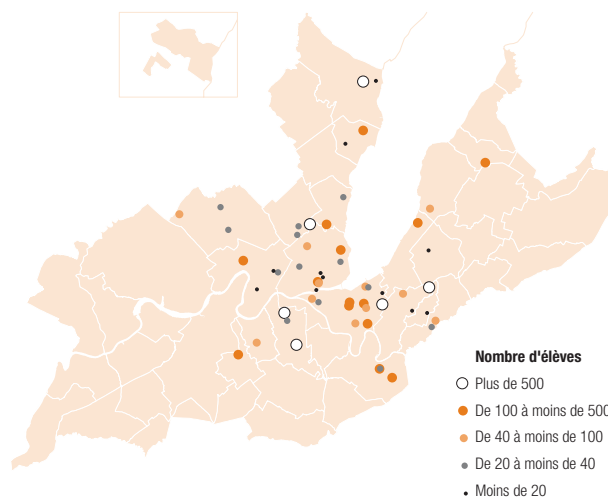 Nombre d'élèves
Plus de 500
De 100 à moins de 500
De 40 à moins de 100
De 20 à moins de 40
Moins de 20